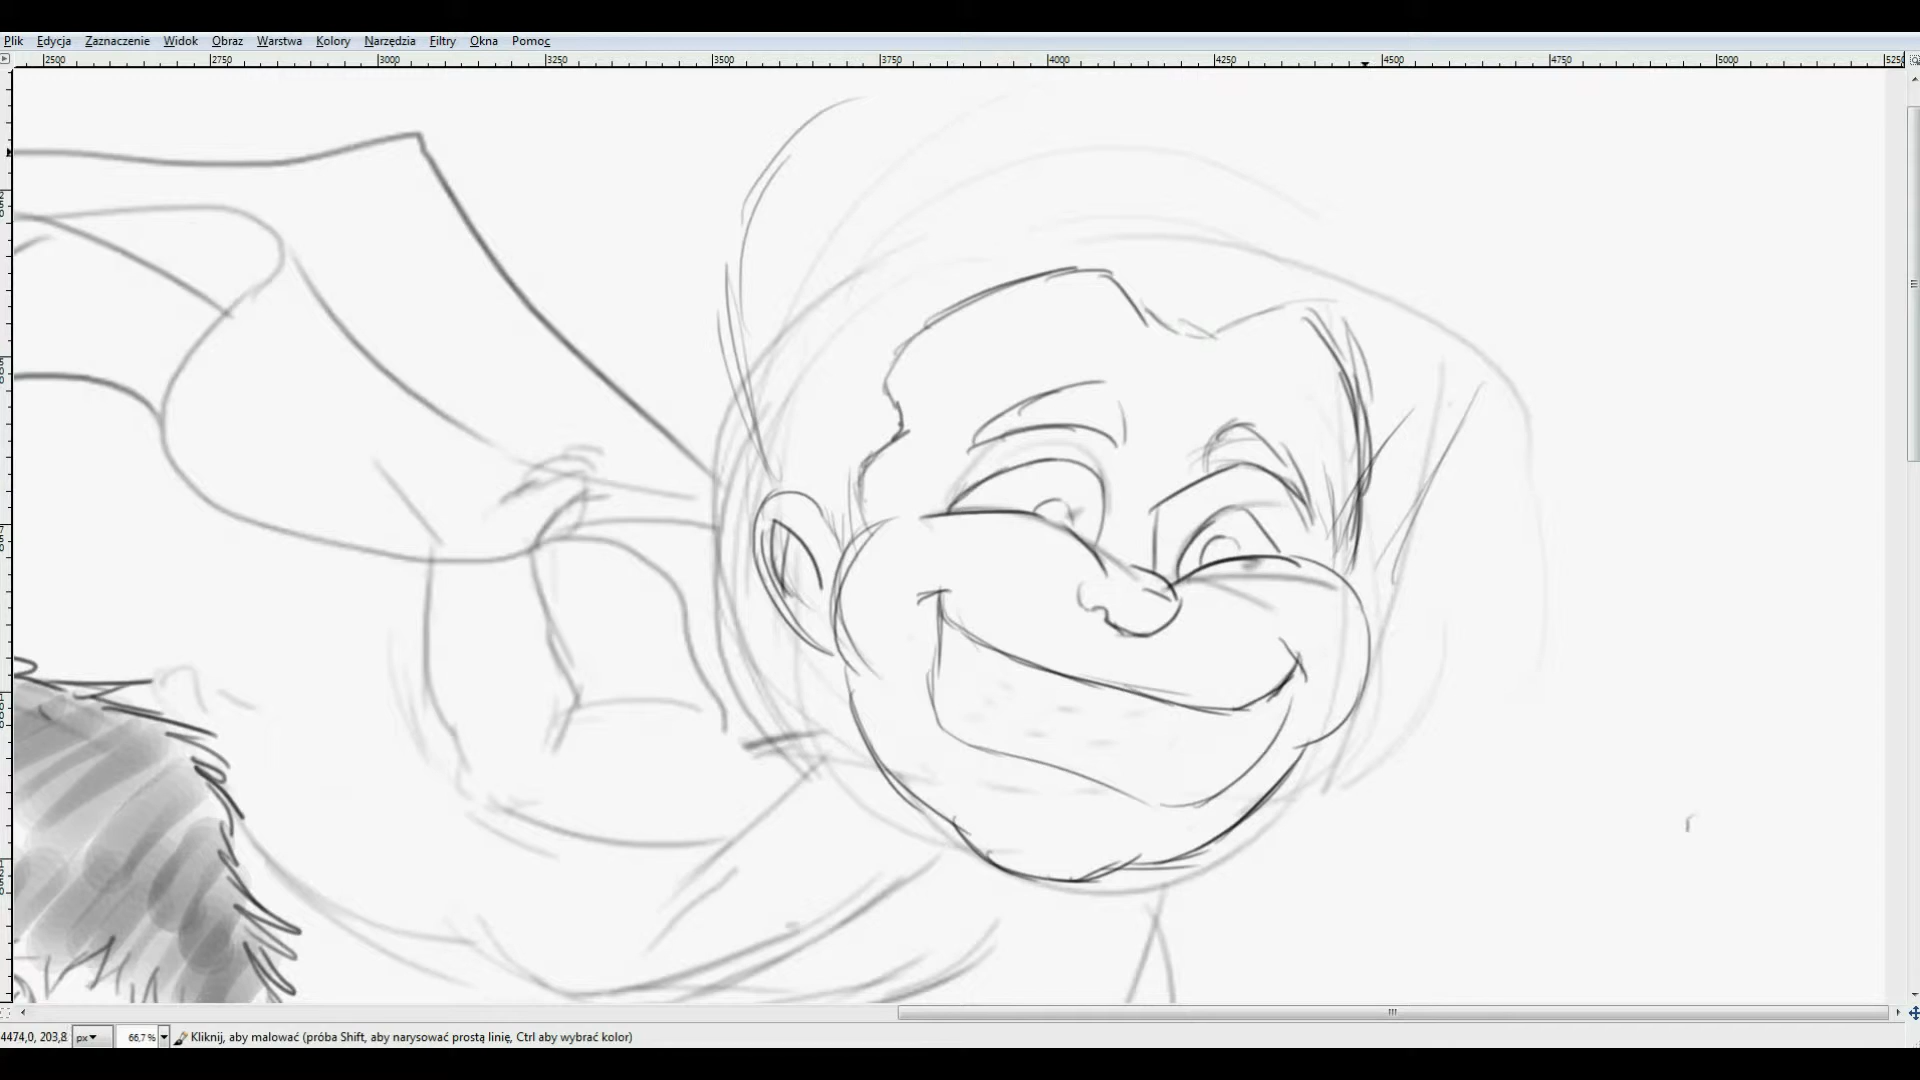 Plik Edycja Zaznaczenie Widok Obraz Warstwa Kolory Narzędzia Filtry Okna Pomoc
2500 2750 3000 3250 3500 3750 4000 4250 4500 4750 5000 5250
4474,0, 203,8 px 66,7% Kliknij, aby malować (próba Shift, aby narysować prostą linię, Ctrl aby wybrać kolor)